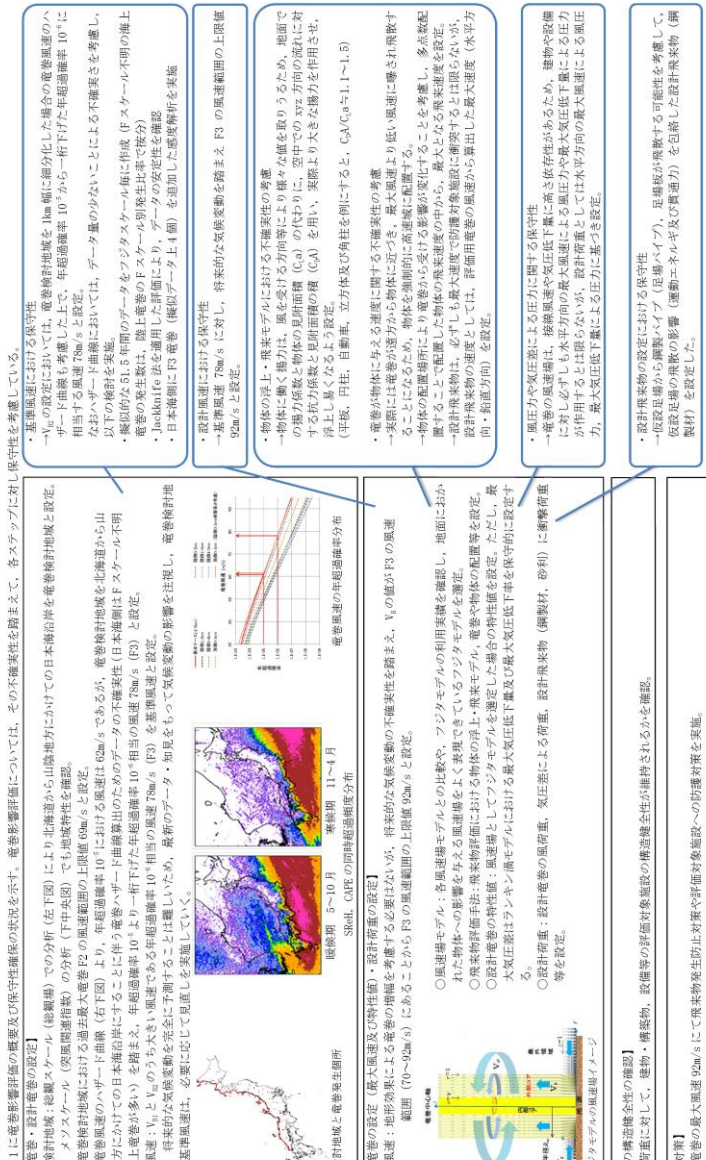 1に竜巻影響評価の概要及び保守性確保の状況を示す。竜巻影響評価については、その不確実性を踏まえて、各ステップに対し保守性を考慮している。
竜巻・設計竜巻の設定】
検討地域：総観スケール（総観場）での分析（左下図）により北海道から山陰地方にかけての日本海沿岸を竜巻検討地域と設定。
メソスケール（突風関連指数）の分析（下中央図）でも地域特性を確認。
竜巻検討地域における過去最大竜巻F2の風速範囲の上限値69m/sと設定。
竜巻風速のハザード曲線（右下図）より、年超過確率10⁻⁵における風速は62m/sであるが、竜巻検討地域を北海道から山
方にかけての日本海沿岸にすることに伴う竜巻ハザード曲線算出のためのデータの不確実性（日本海側はFスケール不明
上竜巻が多い）を踏まえ、年超過確率10⁻⁵より一桁下げた年超過確率10⁻⁶相当の風速78m/s（F3）と設定。
風速：V_B1とV_B2のうち大きい風速である年超過確率10⁻⁶相当の風速78m/s（F3）を基準風速と設定。
将来的な気候変動を完全に予測することは難しいため、最新のデータ・知見をもって気候変動の影響を注視し、竜巻検討地
基準風速は、必要に応じて見直しを実施していく。
討地域と竜巻発生個所
暖候期 5～10月
寒候期 11～4月
SReH、CAPEの同時超過頻度分布
竜巻風速の年超過確率分布
竜巻の設定（最大風速及び特性値）・設計荷重の設定】
風速：地形効果による竜巻の増幅を考慮する必要はないが、将来的な気候変動の不確実性を踏まえ、V_Bの値がF3の風速
範囲（70～92m/s）にあることからF3の風速範囲の上限値92m/sと設定。
竜巻中心軸
ジタモデルの風速場イメージ
○風速場モデル：各風速場モデルとの比較や、フジタモデルの利用実績を確認し、地面におか
れた物体への影響を与える風速場をよく表現できているフジタモデルを選定。
○飛来物評価手法：飛来物評価における物体の浮上・飛来モデル、竜巻や物体の配置等を設定。
○設計竜巻の特性値：風速場としてフジタモデルを選定した場合の特性値を設定。ただし、最
大気圧差はランキン渦モデルにおける最大気圧低下量及び最大気圧低下率を保守的に設定す
る。
○設計荷重：設計竜巻の風荷重、気圧差による荷重、設計飛来物（鋼製材、砂利）に衝撃荷重
等を設定。
の構造健全性の確認】
荷重に対して、建物・構築物、設備等の評価対象施設の構造健全性が維持されるかを確認。
対策】
竜巻の最大風速92m/sにて飛来物発生防止対策や評価対象施設への防護対策を実施。
・基準風速における保守性
→V_B2の設定においては、竜巻検討地域を1km幅に細分化した場合の竜巻風速のハ
ザード曲線も考慮した上で、年超過確率10⁻⁵から一桁下げた年超過確率10⁻⁶に
相当する風速78m/sと設定。
なおハザード曲線においては、データ量の少ないことによる不確実さを考慮し、
以下の検討を実施。
・擬似的な51.5年間のデータをフジタスケール毎に作成（Fスケール不明の海上
竜巻の発生数は、陸上竜巻のFスケール別発生比率で按分）
・Jackknife法を適用した評価により、データの安定性を確認
・日本海側にF3竜巻（擬似データ上4個）を追加した感度解析を実施
・設計風速における保守性
→基準風速78m/sに対し、将来的な気候変動を踏まえF3の風速範囲の上限値
92m/sと設定。
・物体の浮上・飛来モデルにおける不確実性の考慮
→物体に働く揚力は、風を受ける方向等により様々な値を取りうるため、地面で
の揚力係数と物体の見附面積（C_La）の代わりに、空中でのxyz方向の流れに対
する抗力係数と見附面積の積（C_DA）を用い、実際より大きな揚力を作用させ、
浮上し易くなるよう設定。
（平板、円柱、自動車、立方体及び角柱を例にすると、C_DA/C_La≒1.1～1.5）
・竜巻が物体に与える速度に関する不確実性の考慮
→実際には竜巻が遠方から物体に近づき、最大風速より低い風速に曝され飛散す
ることになるため、物体を強制的に高速域に配置する。
→物体の配置場所により竜巻から受ける影響が変化することを考慮し、多点数配
置することで配置した物体の飛来速度の中から、最大となる飛来速度を設定。
→設計飛来物は、必ずしも最大速度で防護対象施設に衝突するとは限らないが、
設計飛来物の速度としては、評価用竜巻の風速から算出した最大速度（水平方
向・鉛直方向）を設定。
・風圧力や気圧差による圧力に関する保守性
→竜巻の風速場は、接線風速や気圧低下量に高さ依存性があるため、建物や設備
に対し必ずしも水平方向の最大風速による風圧力や最大気圧低下量による圧力
が作用するとは限らないが、設計荷重としては水平方向の最大風速による風圧
力、最大気圧低下量による圧力に基づき設定。
・設計飛来物の設定における保守性
→仮設足場から鋼製パイプ（足場パイプ）、足場板が飛散する可能性を考慮して、
仮設足場の飛散の影響（運動エネルギ及び貫通力）を包絡した設計飛来物（鋼
製材）を設定した。